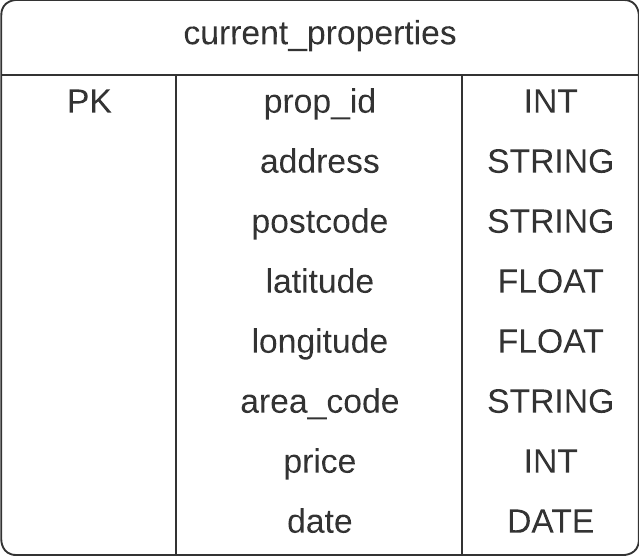 current_properties
PK prop_id INT
address STRING
postcode STRING
latitude FLOAT
longitude FLOAT
area_code STRING
price INT
date DATE